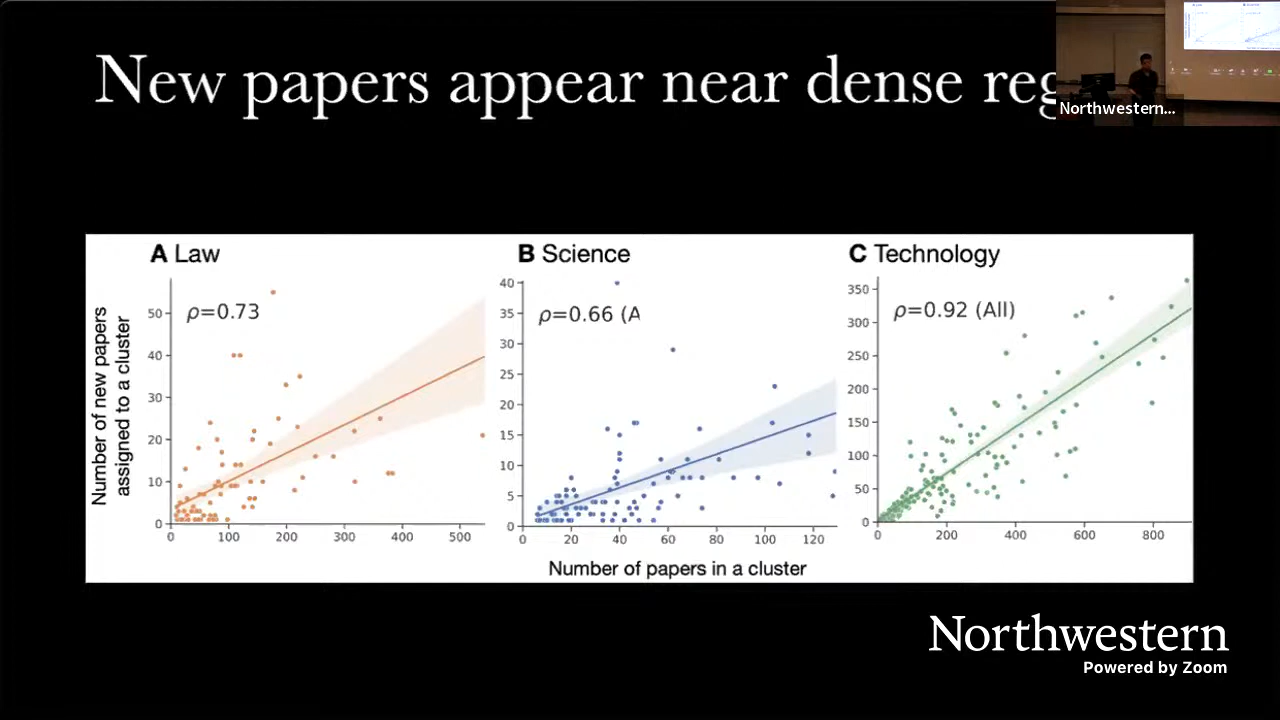 New papers appear near dense reg
Northwestern...
A Law
B Science
C Technology
Number of new papers
assigned to a cluster
ρ=0.73
ρ=0.66 (A
ρ=0.92 (All)
50
40
30
20
10
0
0 100 200 300 400 500
40
35
30
25
20
15
10
5
0
0 20 40 60 80 100 120
350
300
250
200
150
100
50
0
0 200 400 600 800
Number of papers in a cluster
Northwestern
Powered by Zoom